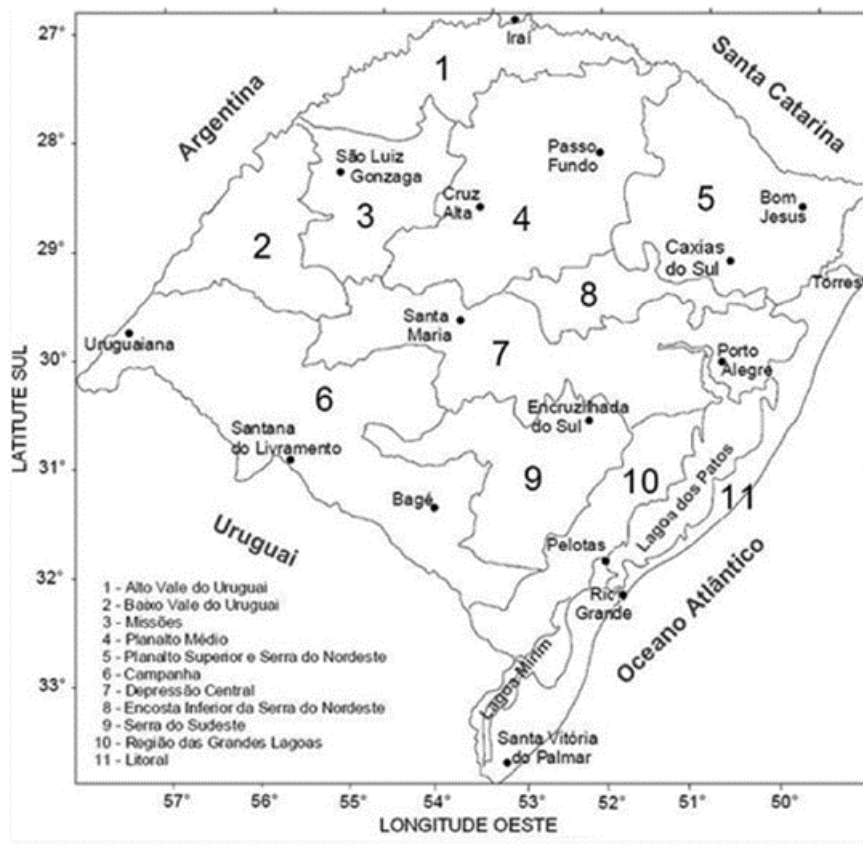 27°
28°
29°
30°
31°
32°
33°
LATITUTE SUL
57°
56°
55°
54°
53°
52°
51°
50°
LONGITUDE OESTE
Argentina
Santa Catarina
Uruguai
Oceano Atlântico
Iraí
1
São Luiz
Gonzaga
3
2
Cruz
Alta
Passo
Fundo
4
5
Bom
Jesus
Caxias
do Sul
Torres
8
Uruguaiana
Santa
Maria
7
Porto
Alegre
6
Santana
do Livramento
Encruzilhada
do Sul
9
10
Lagoa dos Patos
11
Bagé
Pelotas
Rio
Grande
Lagoa Mirim
Santa Vitória
do Palmar
1 - Alto Vale do Uruguai
2 - Baixo Vale do Uruguai
3 - Missões
4 - Planalto Médio
5 - Planalto Superior e Serra do Nordeste
6 - Campanha
7 - Depressão Central
8 - Encosta Inferior da Serra do Nordeste
9 - Serra do Sudeste
10 - Região das Grandes Lagoas
11 - Litoral